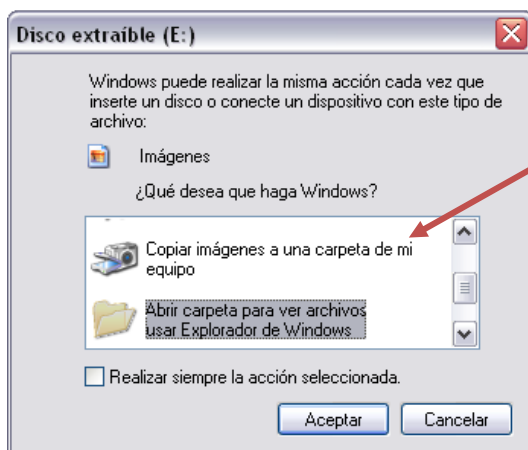 Disco extraíble (E:)
Windows puede realizar la misma acción cada vez que
inserte un disco o conecte un dispositivo con este tipo de
archivo:
Imágenes
¿Qué desea que haga Windows?
Copiar imágenes a una carpeta de mi
equipo
Abrir carpeta para ver archivos
usar Explorador de Windows
Realizar siempre la acción seleccionada.
Aceptar
Cancelar